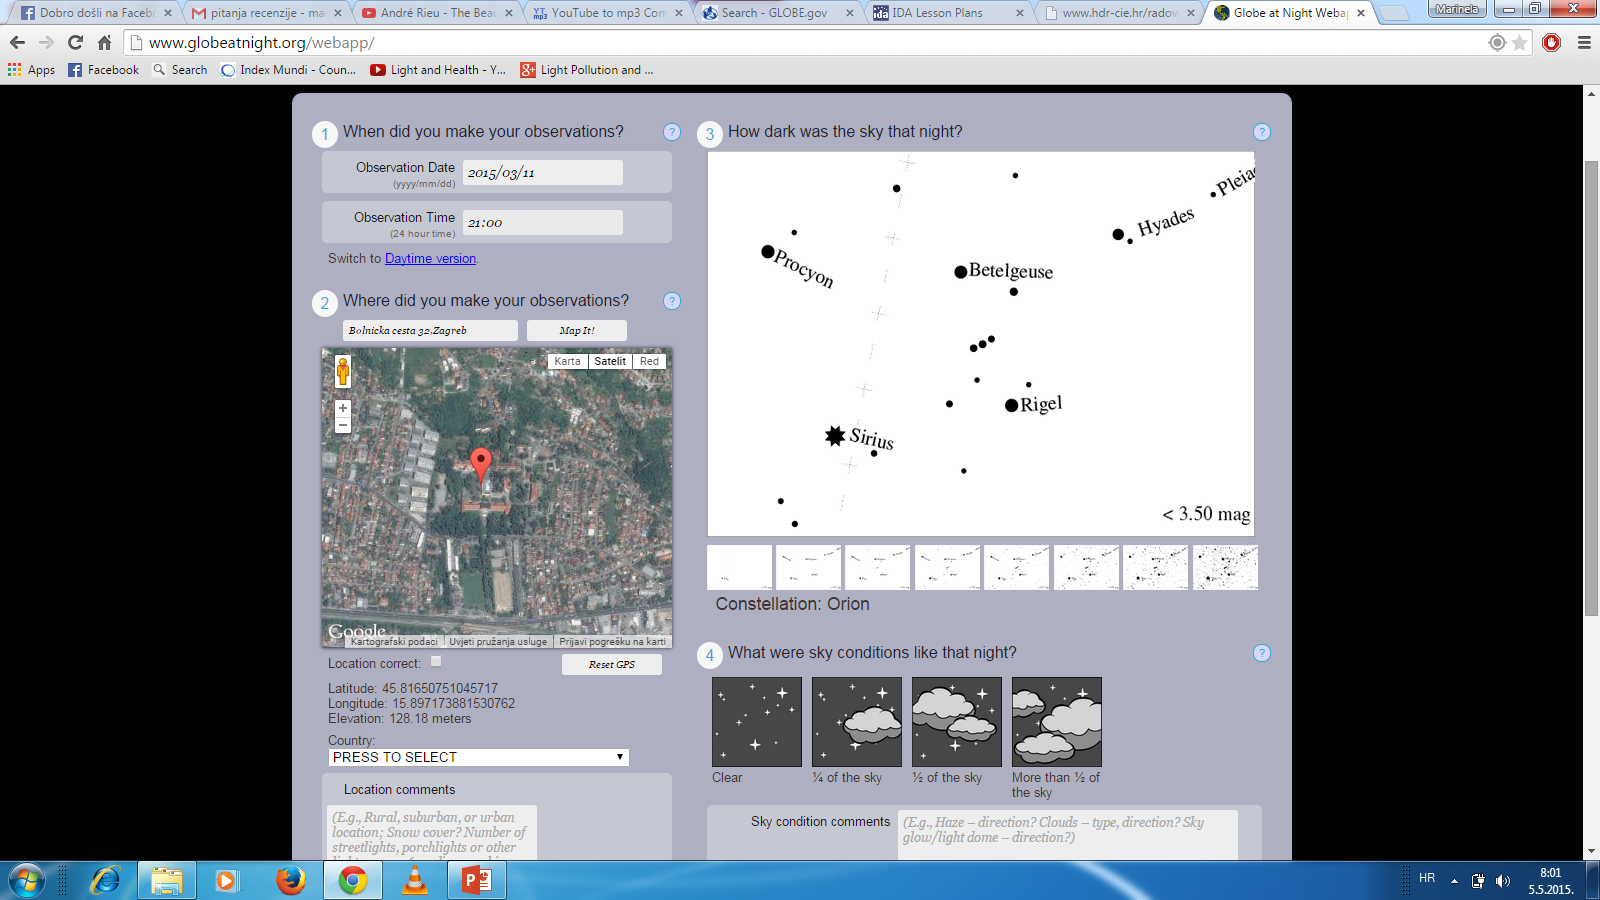 Dobro došli na Facebo
pitanja recenzije - ma
André Rieu - The Beau
YouTube to mp3 Con
Search - GLOBE.gov
IDA Lesson Plans
www.hdr-cie.hr/radov
Globe at Night Webap
Marinela
www.globeatnight.org/webapp/
Apps
Facebook
Search
Index Mundi - Coun...
Light and Health - Y...
Light Pollution and ...
1 When did you make your observations? ?
Observation Date
(yyyy/mm/dd)
2015/03/11
Observation Time
(24 hour time)
21:00
Switch to Daytime version.
2 Where did you make your observations? ?
Bolnicka cesta 32,Zagreb
Map It!
Karta
Satelit
Red
+
−
Google
Kartografski podaci
Uvjeti pružanja usluge
Prijavi pogrešku na karti
Location correct:
Reset GPS
Latitude: 45.81650751045717
Longitude: 15.897173881530762
Elevation: 128.18 meters
Country:
PRESS TO SELECT
Location comments
(E.g., Rural, suburban, or urban
location; Snow cover? Number of
streetlights, porchlights or other
3 How dark was the sky that night? ?
Pleiad
Hyades
Procyon
Betelgeuse
Rigel
Sirius
< 3.50 mag
Constellation: Orion
4 What were sky conditions like that night? ?
Clear
¼ of the sky
½ of the sky
More than ½ of
the sky
Sky condition comments
(E.g., Haze – direction? Clouds – type, direction? Sky
glow/light dome – direction?)
HR
8:01
5.5.2015.